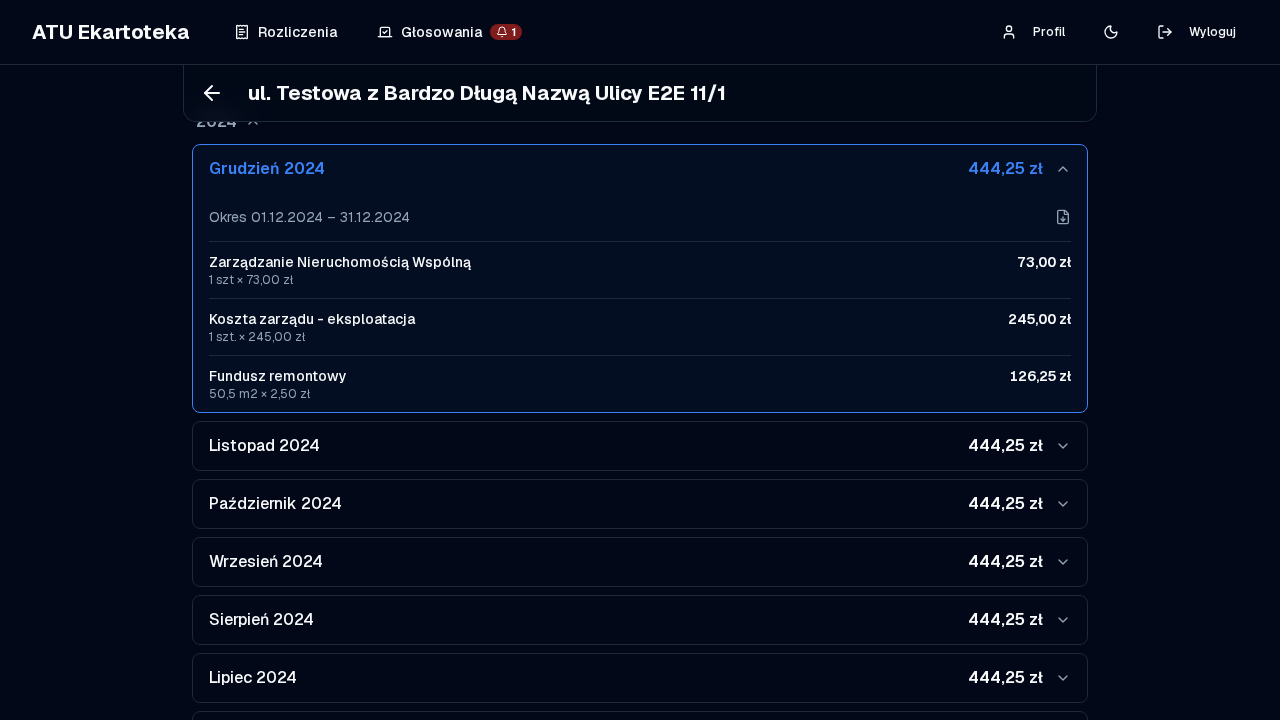 ATU Ekartoteka
Rozliczenia
Głosowania
1
Profil
Wyloguj
ul. Testowa z Bardzo Długą Nazwą Ulicy E2E 11/1
2024
Grudzień 2024
444,25 zł
Okres 01.12.2024 – 31.12.2024
Zarządzanie Nieruchomością Wspólną
73,00 zł
1 szt × 73,00 zł
Koszta zarządu - eksploatacja
245,00 zł
1 szt. × 245,00 zł
Fundusz remontowy
126,25 zł
50,5 m2 × 2,50 zł
Listopad 2024
444,25 zł
Październik 2024
444,25 zł
Wrzesień 2024
444,25 zł
Sierpień 2024
444,25 zł
Lipiec 2024
444,25 zł